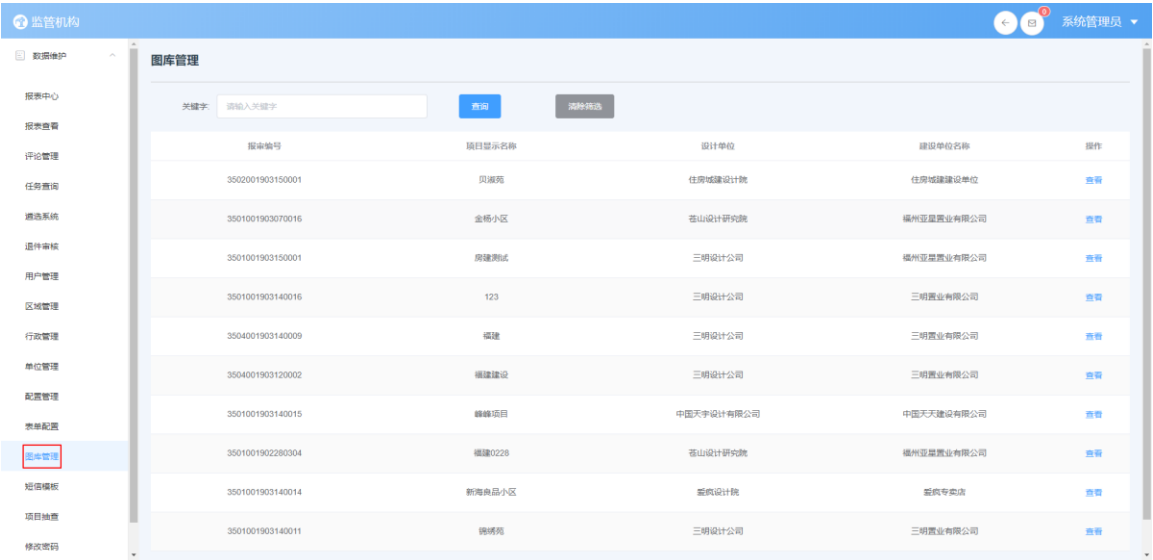 监管机构
0
系统管理员
数据维护
报表中心
报表查看
评论管理
任务查询
遴选系统
退件审核
用户管理
区域管理
行政管理
单位管理
配置管理
表单配置
图库管理
短信模板
项目抽查
修改密码
图库管理
关键字: 请输入关键字 查询 清除筛选
报审编号 项目显示名称 设计单位 建设单位名称 操作
3502001903150001 贝淑苑 住房城建设计院 住房城建建设单位 查看
3501001903070016 金杨小区 苍山设计研究院 福州亚星置业有限公司 查看
3501001903150001 房建测试 三明设计公司 福州亚星置业有限公司 查看
3501001903140016 123 三明设计公司 三明置业有限公司 查看
3504001903140009 福建 三明设计公司 三明置业有限公司 查看
3504001903120002 福建建设 三明设计公司 三明置业有限公司 查看
3501001903140015 峰峰项目 中国天宇设计有限公司 中国天天建设有限公司 查看
3501001902280304 福建0228 苍山设计研究院 福州亚星置业有限公司 查看
3501001903140014 新海良品小区 爱疯设计院 爱疯专卖店 查看
3501001903140011 锦绣苑 三明设计公司 三明置业有限公司 查看